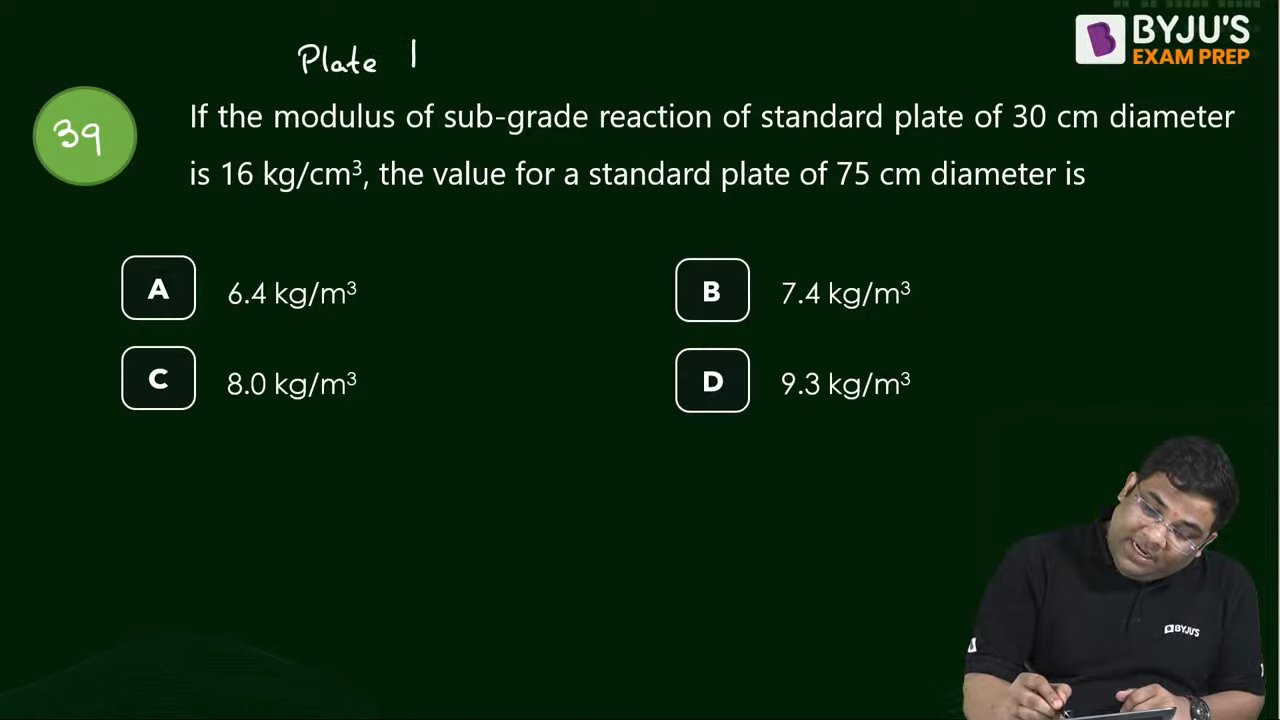 BYJU'S
EXAM PREP
Plate 1
39
If the modulus of sub-grade reaction of standard plate of 30 cm diameter
is 16 kg/cm³, the value for a standard plate of 75 cm diameter is
A 6.4 kg/m³
B 7.4 kg/m³
C 8.0 kg/m³
D 9.3 kg/m³
BYJU'S